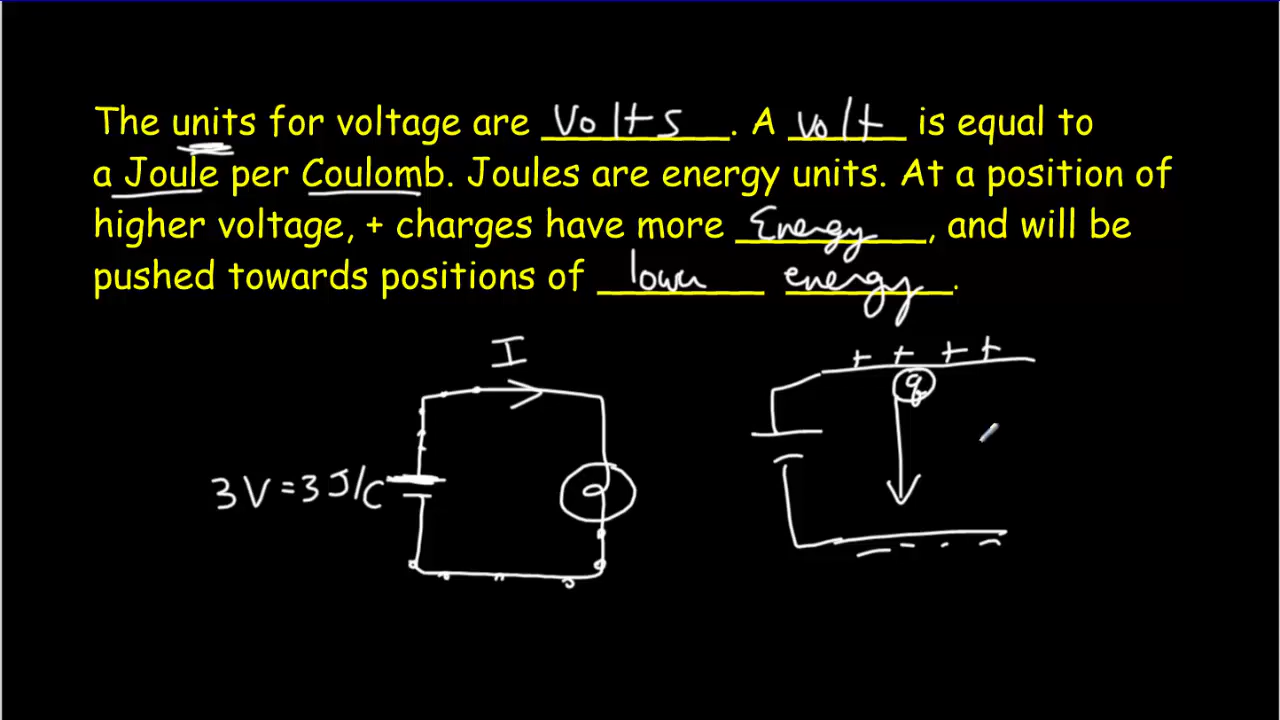 The units for voltage are Volts. A volt is equal to
a Joule per Coulomb. Joules are energy units. At a position of
higher voltage, + charges have more Energy, and will be
pushed towards positions of lower energy.
I
+ + + +
q
3V = 3 J/C
- - - -